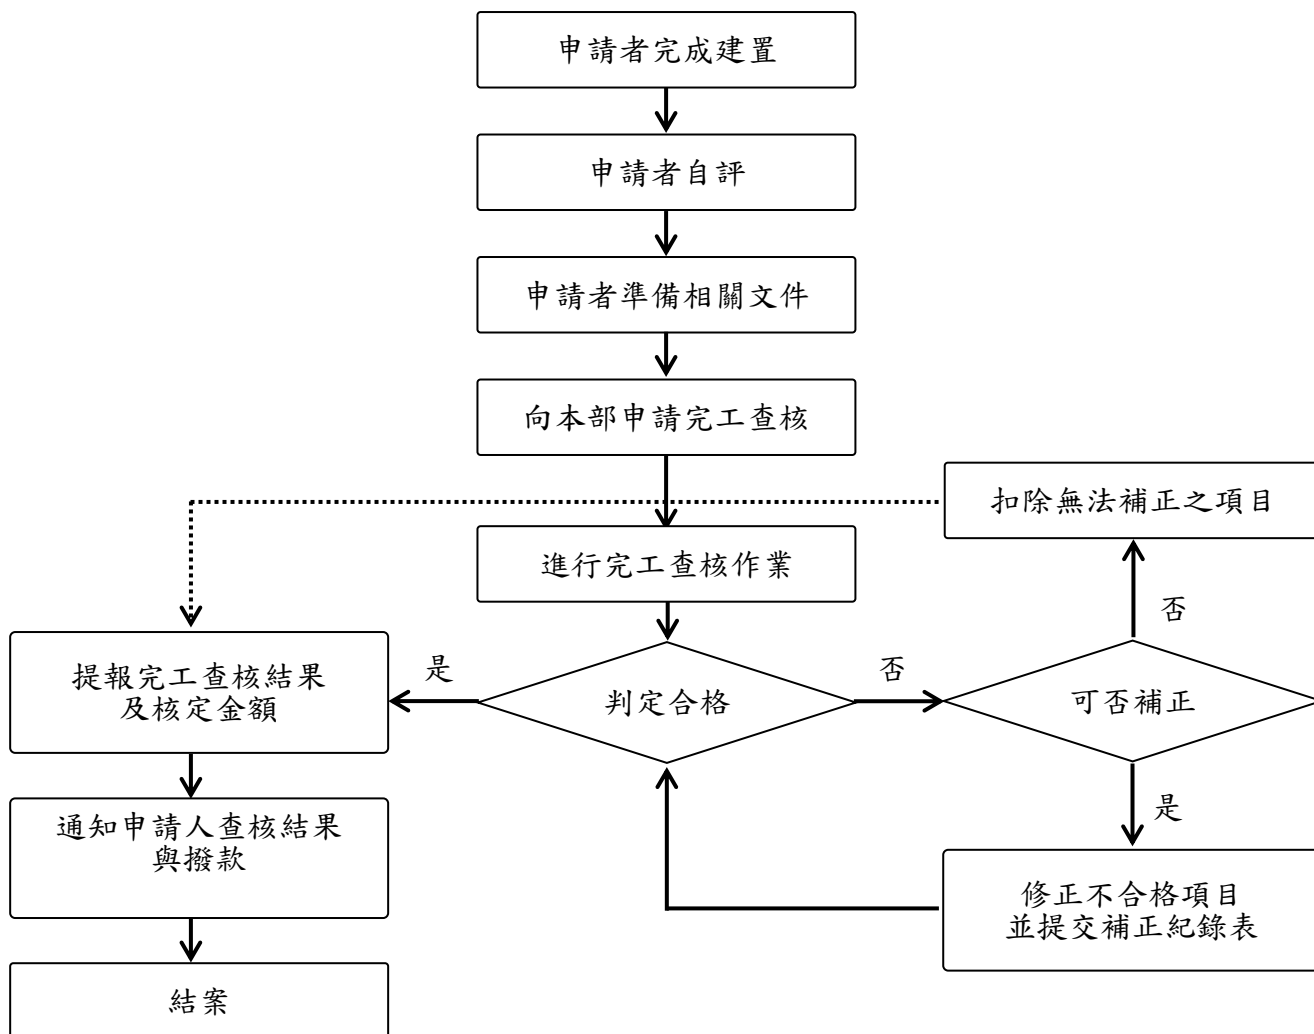 申請者完成建置
申請者自評
申請者準備相關文件
向本部申請完工查核
扣除無法補正之項目
進行完工查核作業
否
提報完工查核結果
及核定金額
是
判定合格
否
可否補正
通知申請人查核結果
與撥款
是
修正不合格項目
並提交補正紀錄表
結案